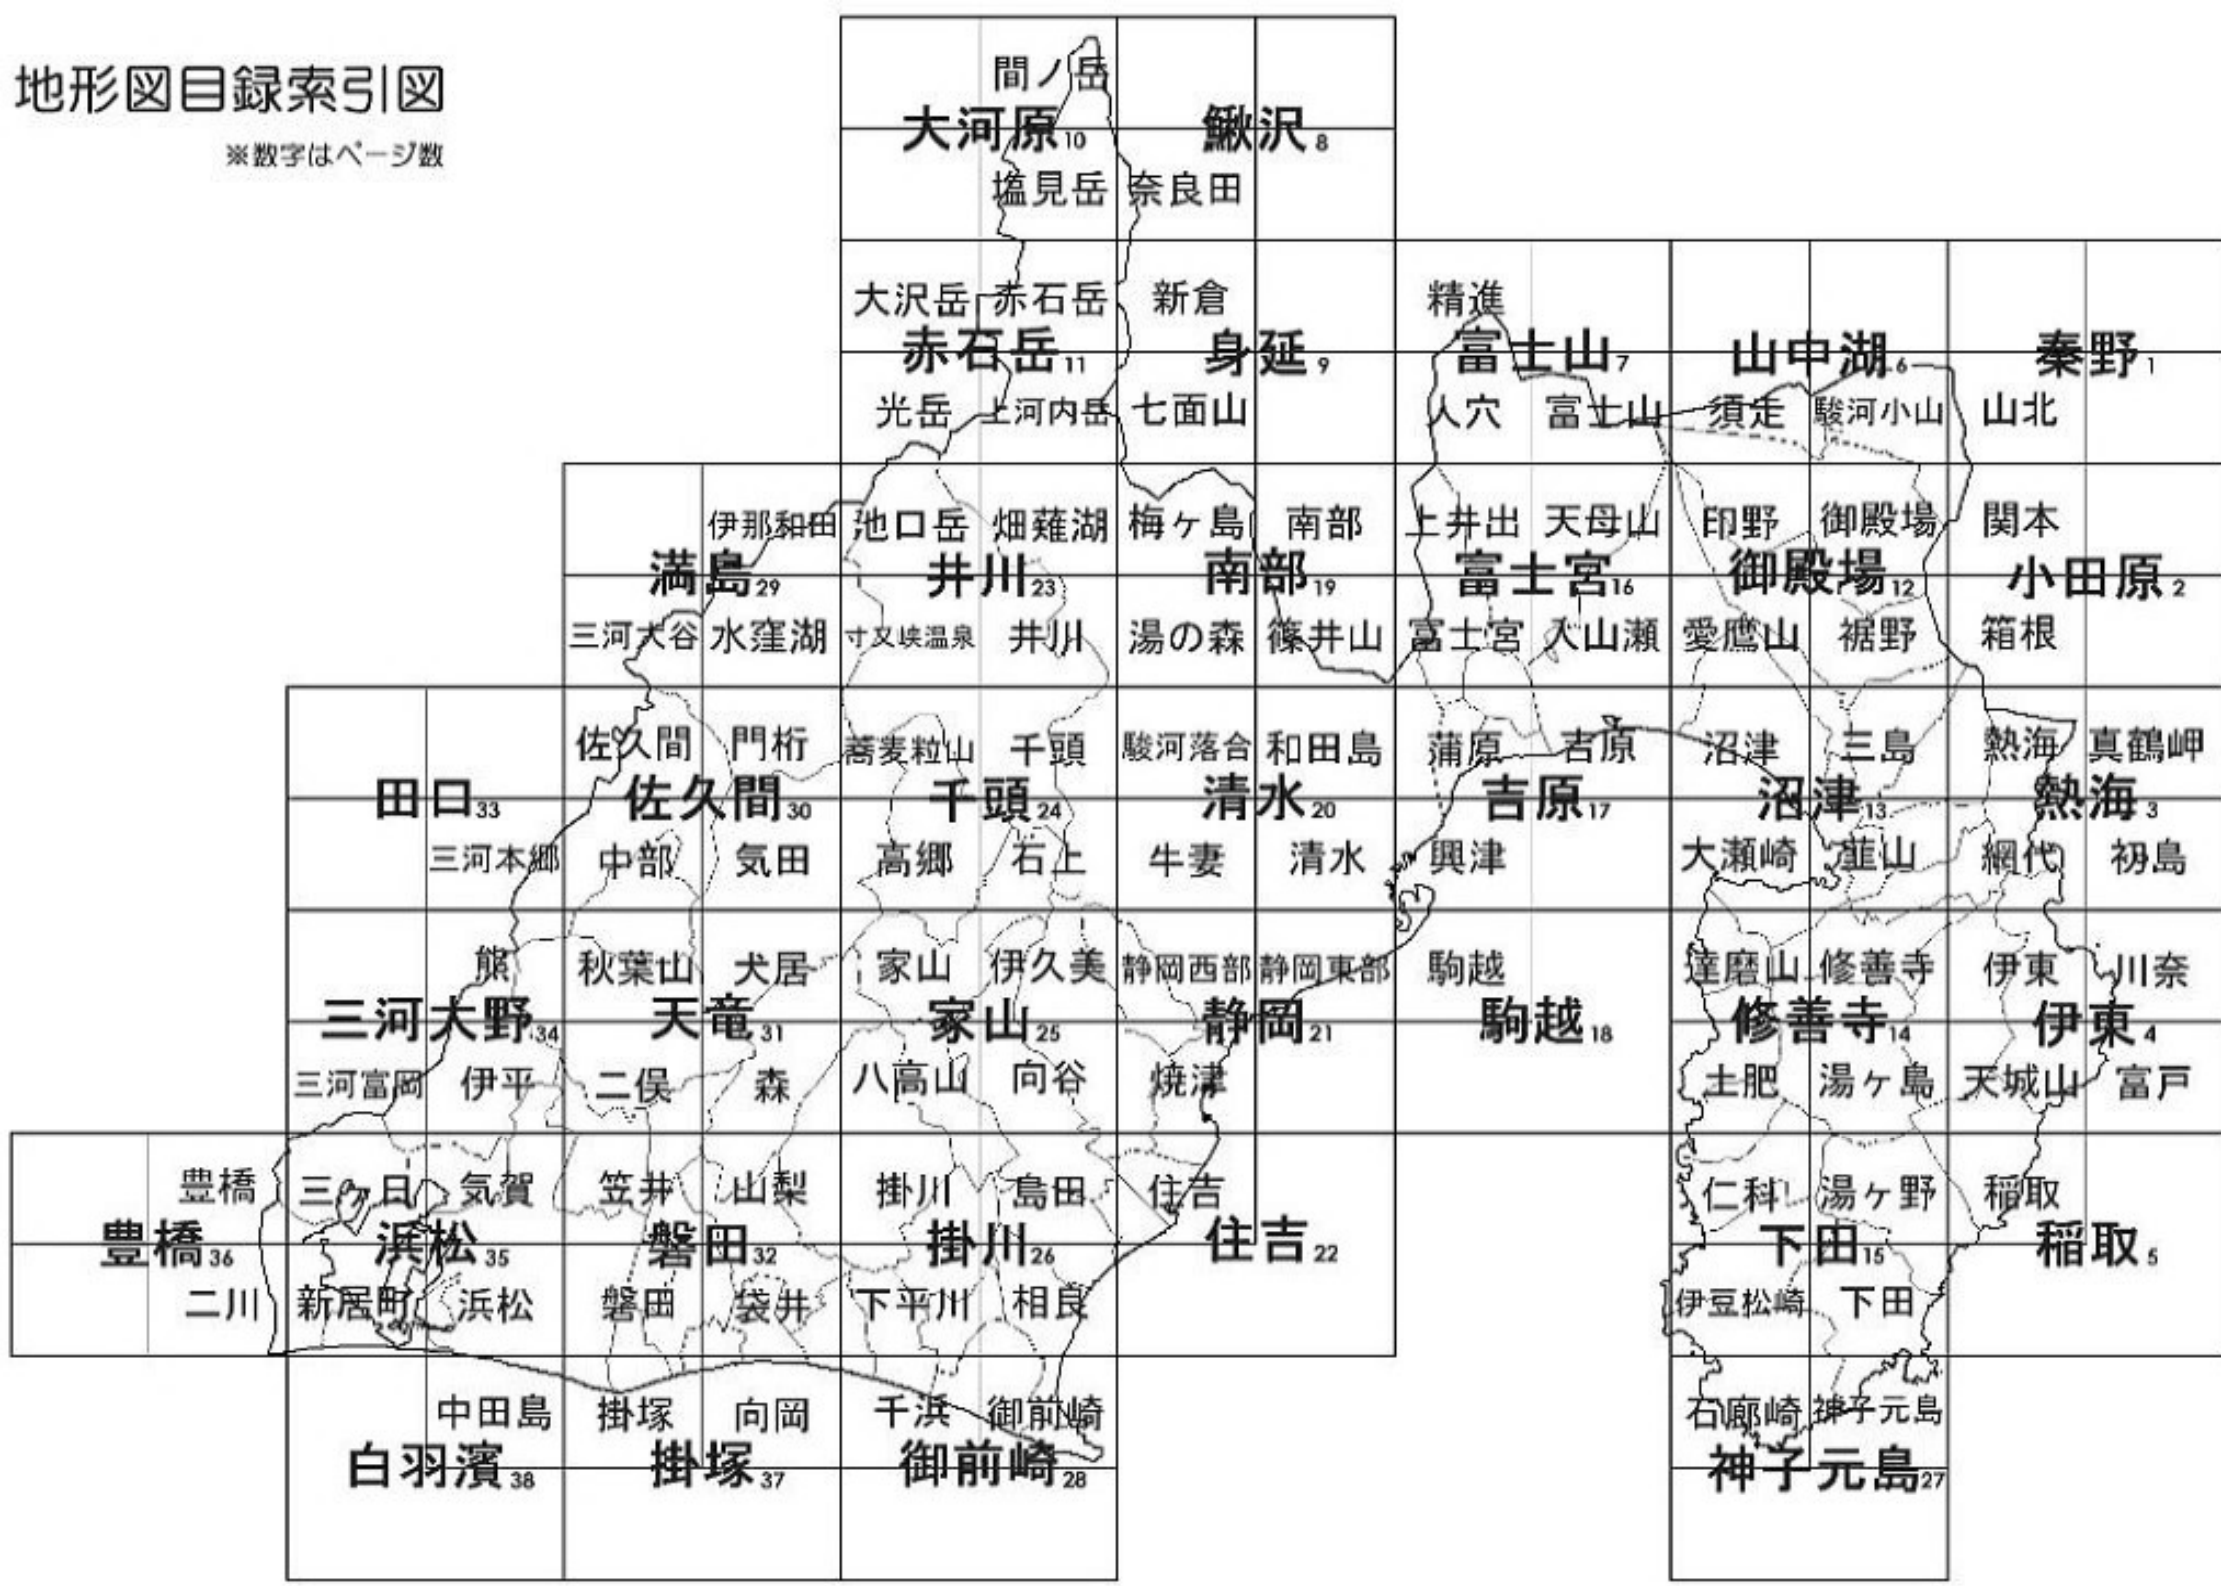 地形図目録索引図
※数字はページ数
間ノ岳
大河原10 鰍沢8
塩見岳 奈良田
大沢岳 赤石岳 新倉 精進
赤石岳11 身延9 富士山7 山中湖6 秦野1
光岳 上河内岳 七面山 人穴 富士山 須走 駿河小山 山北
伊那和田 池口岳 畑薙湖 梅ヶ島 南部 上井出 天母山 印野 御殿場 関本
満島29 井川23 南部19 富士宮16 御殿場12 小田原2
三河大谷 水窪湖 寸又峡温泉 井川 湯の森 篠井山 富士宮 入山瀬 愛鷹山 裾野 箱根
佐久間 門桁 蕎麦粒山 千頭 駿河落合 和田島 蒲原 吉原 沼津 三島 熱海 真鶴岬
田口33 佐久間30 千頭24 清水20 吉原17 沼津13 熱海3
三河本郷 中部 気田 高郷 石上 牛妻 清水 興津 大瀬崎 韮山 網代 初島
熊 秋葉山 犬居 家山 伊久美 静岡西部 静岡東部 駒越 達磨山 修善寺 伊東 川奈
三河大野34 天竜31 家山25 静岡21 駒越18 修善寺14 伊東4
三河富岡 伊平 二俣 森 八高山 向谷 焼津 土肥 湯ヶ島 天城山 富戸
豊橋 三ケ日 気賀 笠井 山梨 掛川 島田 住吉 仁科 湯ヶ野 稲取
豊橋36 浜松35 磐田32 掛川26 住吉22 下田15 稲取5
二川 新居町 浜松 磐田 袋井 下平川 相良 伊豆松崎 下田
中田島 掛塚 向岡 千浜 御前崎 石廊崎 神子元島
白羽濱38 掛塚37 御前崎28 神子元島27